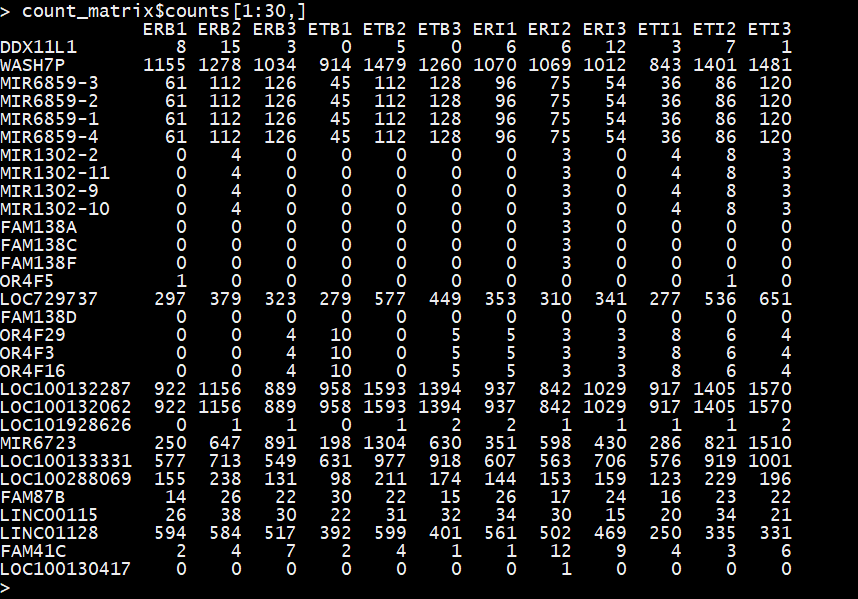 > count_matrix$counts[1:30,]
ERB1 ERB2 ERB3 ETB1 ETB2 ETB3 ERI1 ERI2 ERI3 ETI1 ETI2 ETI3
DDX11L1 8 15 3 0 5 0 6 6 12 3 7 1
WASH7P 1155 1278 1034 914 1479 1260 1070 1069 1012 843 1401 1481
MIR6859-3 61 112 126 45 112 128 96 75 54 36 86 120
MIR6859-2 61 112 126 45 112 128 96 75 54 36 86 120
MIR6859-1 61 112 126 45 112 128 96 75 54 36 86 120
MIR6859-4 61 112 126 45 112 128 96 75 54 36 86 120
MIR1302-2 0 4 0 0 0 0 0 3 0 4 8 3
MIR1302-11 0 4 0 0 0 0 0 3 0 4 8 3
MIR1302-9 0 4 0 0 0 0 0 3 0 4 8 3
MIR1302-10 0 4 0 0 0 0 0 3 0 4 8 3
FAM138A 0 0 0 0 0 0 0 3 0 0 0 0
FAM138C 0 0 0 0 0 0 0 3 0 0 0 0
FAM138F 0 0 0 0 0 0 0 3 0 0 0 0
OR4F5 1 0 0 0 0 0 0 0 0 0 1 0
LOC729737 297 379 323 279 577 449 353 310 341 277 536 651
FAM138D 0 0 0 0 0 0 0 0 0 0 0 0
OR4F29 0 0 4 10 0 5 5 3 3 8 6 4
OR4F3 0 0 4 10 0 5 5 3 3 8 6 4
OR4F16 0 0 4 10 0 5 5 3 3 8 6 4
LOC100132287 922 1156 889 958 1593 1394 937 842 1029 917 1405 1570
LOC100132062 922 1156 889 958 1593 1394 937 842 1029 917 1405 1570
LOC101928626 0 1 1 0 1 2 2 1 1 1 1 2
MIR6723 250 647 891 198 1304 630 351 598 430 286 821 1510
LOC100133331 577 713 549 631 977 918 607 563 706 576 919 1001
LOC100288069 155 238 131 98 211 174 144 153 159 123 229 196
FAM87B 14 26 22 30 22 15 26 17 24 16 23 22
LINC00115 26 38 30 22 31 32 34 30 15 20 34 21
LINC01128 594 584 517 392 599 401 561 502 469 250 335 331
FAM41C 2 4 7 2 4 1 1 12 9 4 3 6
LOC100130417 0 0 0 0 0 0 0 1 0 0 0 0
>